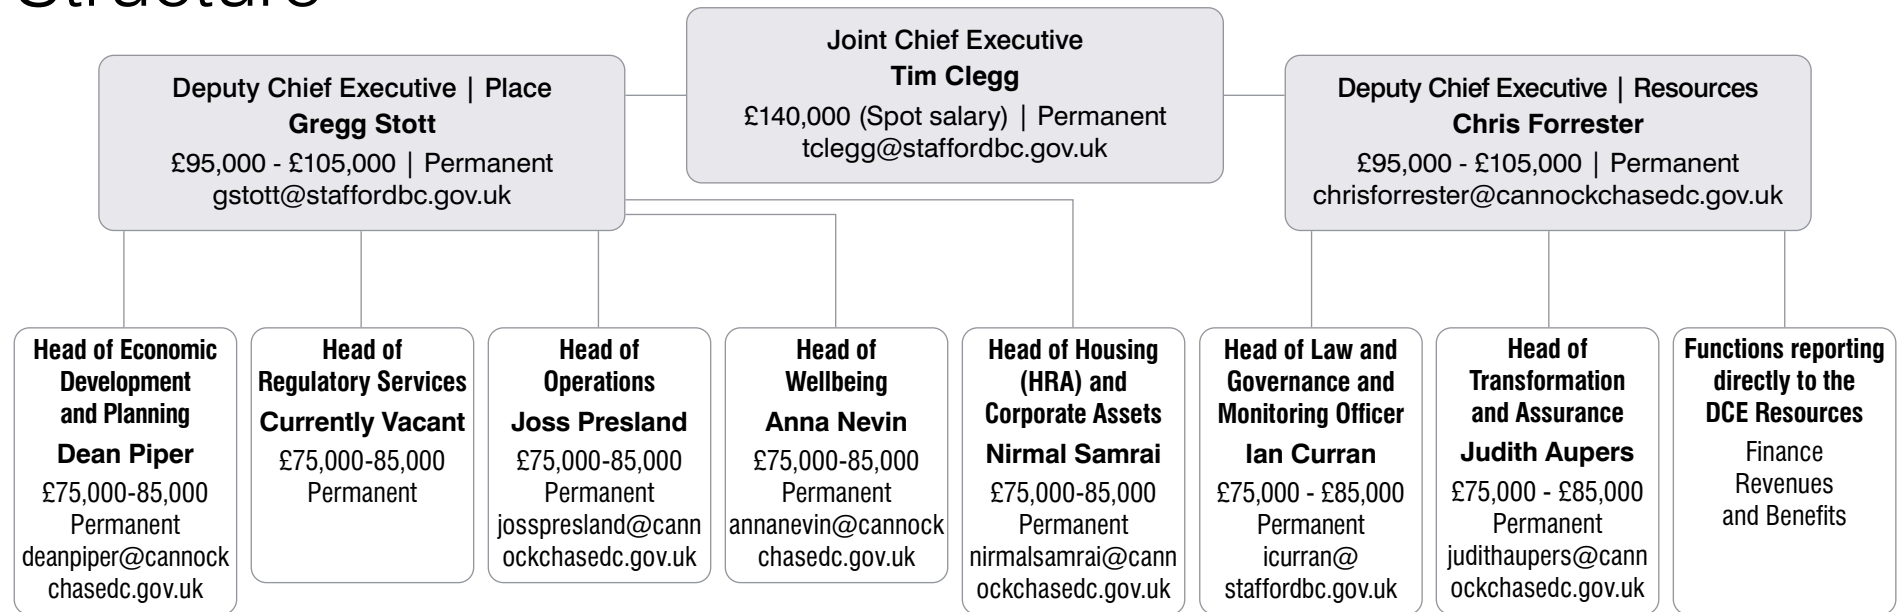 Structure
Joint Chief Executive
Tim Clegg
£140,000 (Spot salary) | Permanent
tclegg@staffordbc.gov.uk
Deputy Chief Executive | Place
Gregg Stott
£95,000 - £105,000 | Permanent
gstott@staffordbc.gov.uk
Deputy Chief Executive | Resources
Chris Forrester
£95,000 - £105,000 | Permanent
chrisforrester@cannockchasedc.gov.uk
Head of Economic
Development
and Planning
Dean Piper
£75,000-85,000
Permanent
deanpiper@cannock
chasedc.gov.uk
Head of
Regulatory Services
Currently Vacant
£75,000-85,000
Permanent
Head of
Operations
Joss Presland
£75,000-85,000
Permanent
josspresland@cann
ockchasedc.gov.uk
Head of
Wellbeing
Anna Nevin
£75,000-85,000
Permanent
annanevin@cannock
chasedc.gov.uk
Head of Housing
(HRA) and
Corporate Assets
Nirmal Samrai
£75,000-85,000
Permanent
nirmalsamrai@cann
ockchasedc.gov.uk
Head of Law and
Governance and
Monitoring Officer
Ian Curran
£75,000 - £85,000
Permanent
icurran@
staffordbc.gov.uk
Head of
Transformation
and Assurance
Judith Aupers
£75,000 - £85,000
Permanent
judithaupers@cann
ockchasedc.gov.uk
Functions reporting
directly to the
DCE Resources
Finance
Revenues
and Benefits